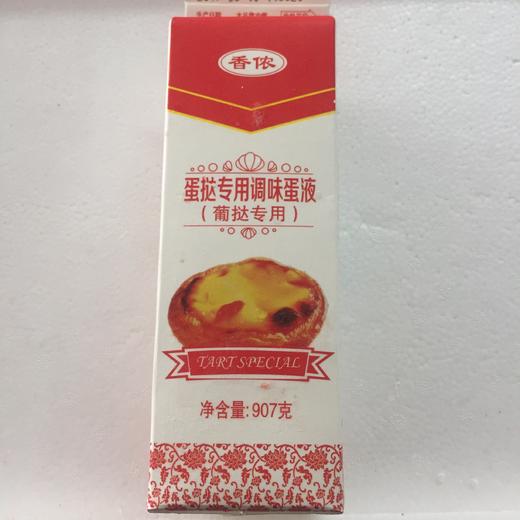 香侬
蛋挞专用调味蛋液
(葡挞专用)
TART SPECIAL
净含量:907克